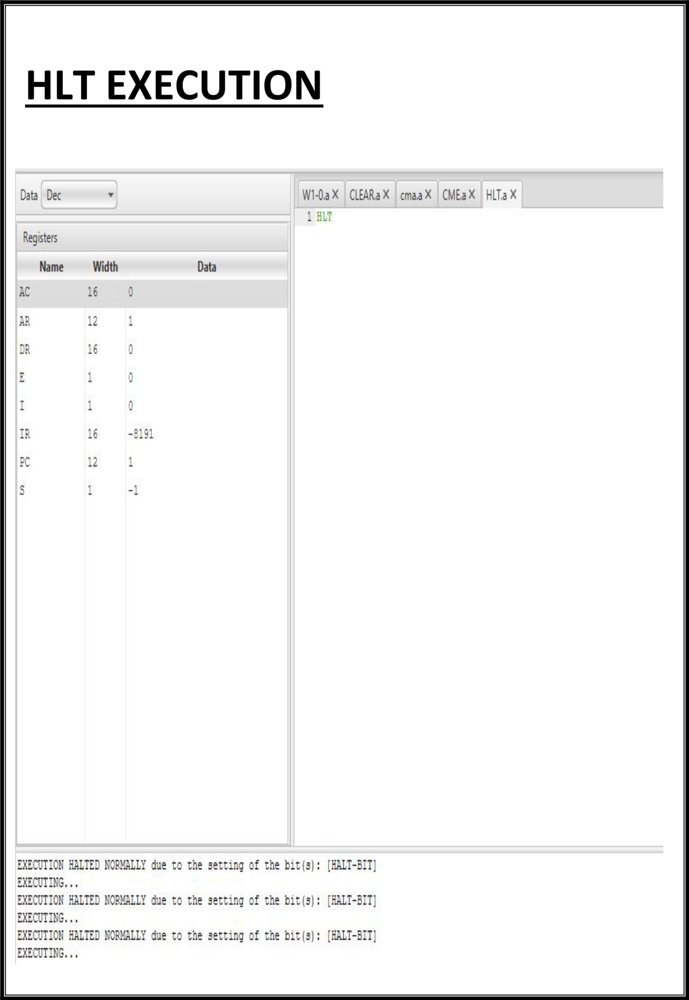 HLT EXECUTION
Data Dec
W1-0.a CLEAR.a cma.a CME.a HLT.a
1 HLT
Registers
Name Width Data
AC 16 0
AR 12 1
DR 16 0
E 1 0
I 1 0
IR 16 -8191
PC 12 1
S 1 -1
EXECUTION HALTED NORMALLY due to the setting of the bit(s): [HALT-BIT]
EXECUTING...
EXECUTION HALTED NORMALLY due to the setting of the bit(s): [HALT-BIT]
EXECUTING...
EXECUTION HALTED NORMALLY due to the setting of the bit(s): [HALT-BIT]
EXECUTING...